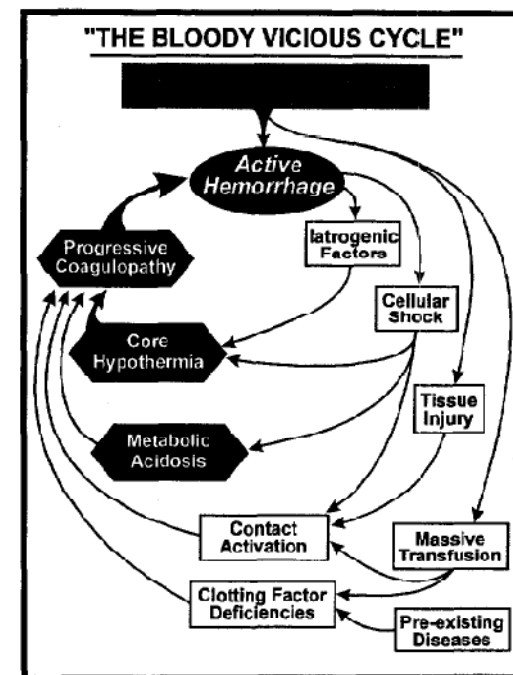 "THE BLOODY VICIOUS CYCLE"
Active
Hemorrhage
Iatrogenic
Factors
Progressive
Coagulopathy
Cellular
Shock
Core
Hypothermia
Tissue
Injury
Metabolic
Acidosis
Contact
Activation
Massive
Transfusion
Clotting Factor
Deficiencies
Pre-existing
Diseases